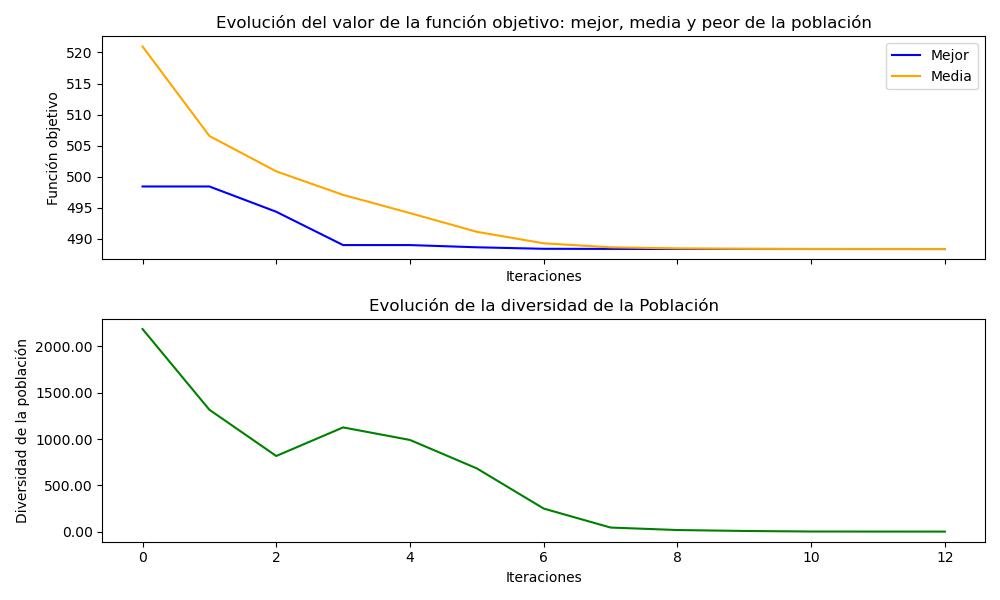 Evolución del valor de la función objetivo: mejor, media y peor de la población
520
515
510
505
500
495
490
Función objetivo
Mejor
Media
Iteraciones
Evolución de la diversidad de la Población
2000.00
1500.00
1000.00
500.00
0.00
Diversidad de la población
0 2 4 6 8 10 12
Iteraciones